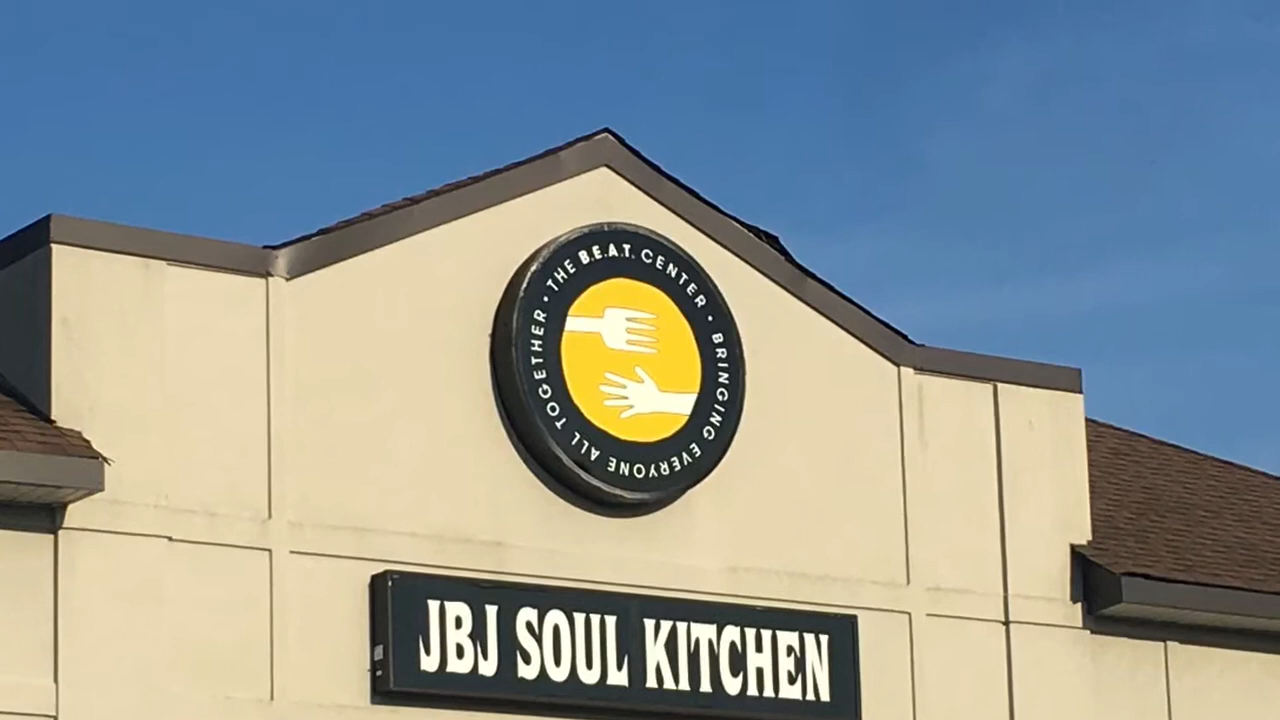 THE B.E.A.T. CENTER • BRINGING EVERYONE ALL TOGETHER •
JBJ SOUL KITCHEN